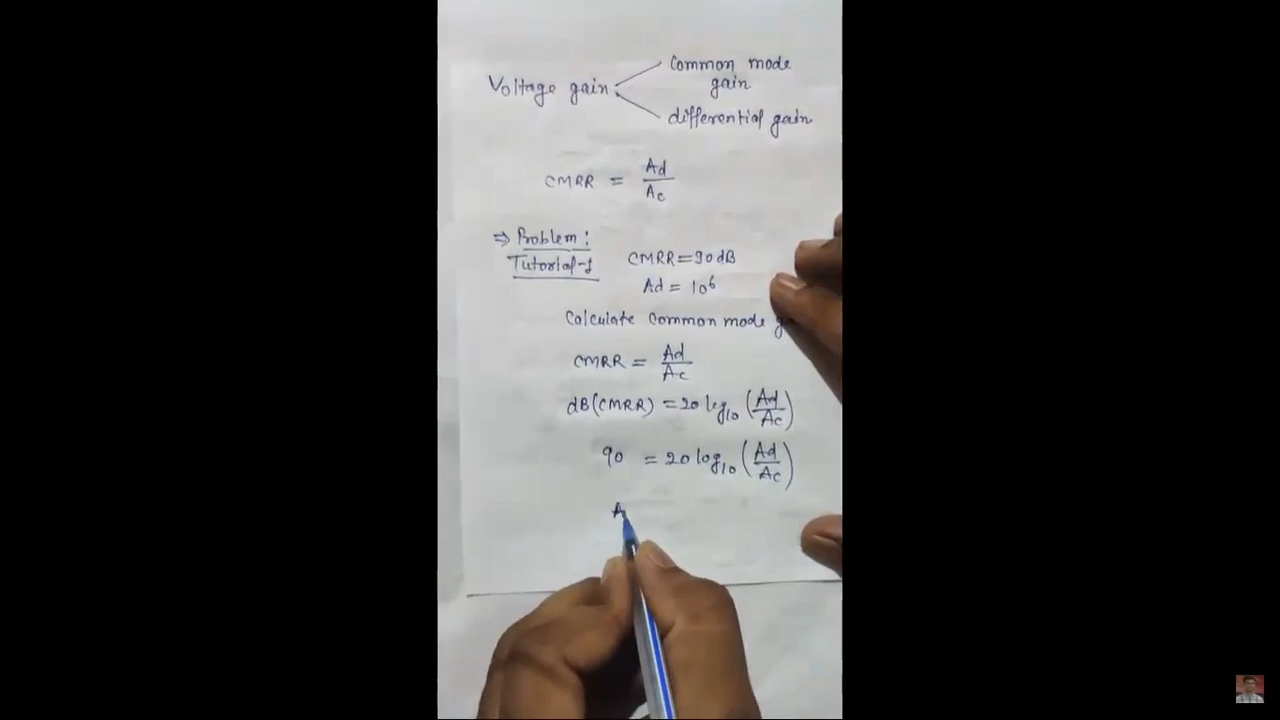 Voltage gain
Common mode
gain
differential gain
CMRR = Ad/Ac
⇒ Problem:
Tutorial-1
CMRR = 90 dB
Ad = 10⁶
Calculate common mode g
CMRR = Ad/Ac
dB(CMRR) = 20 log₁₀ (Ad/Ac)
90 = 20 log₁₀ (Ad/Ac)
A